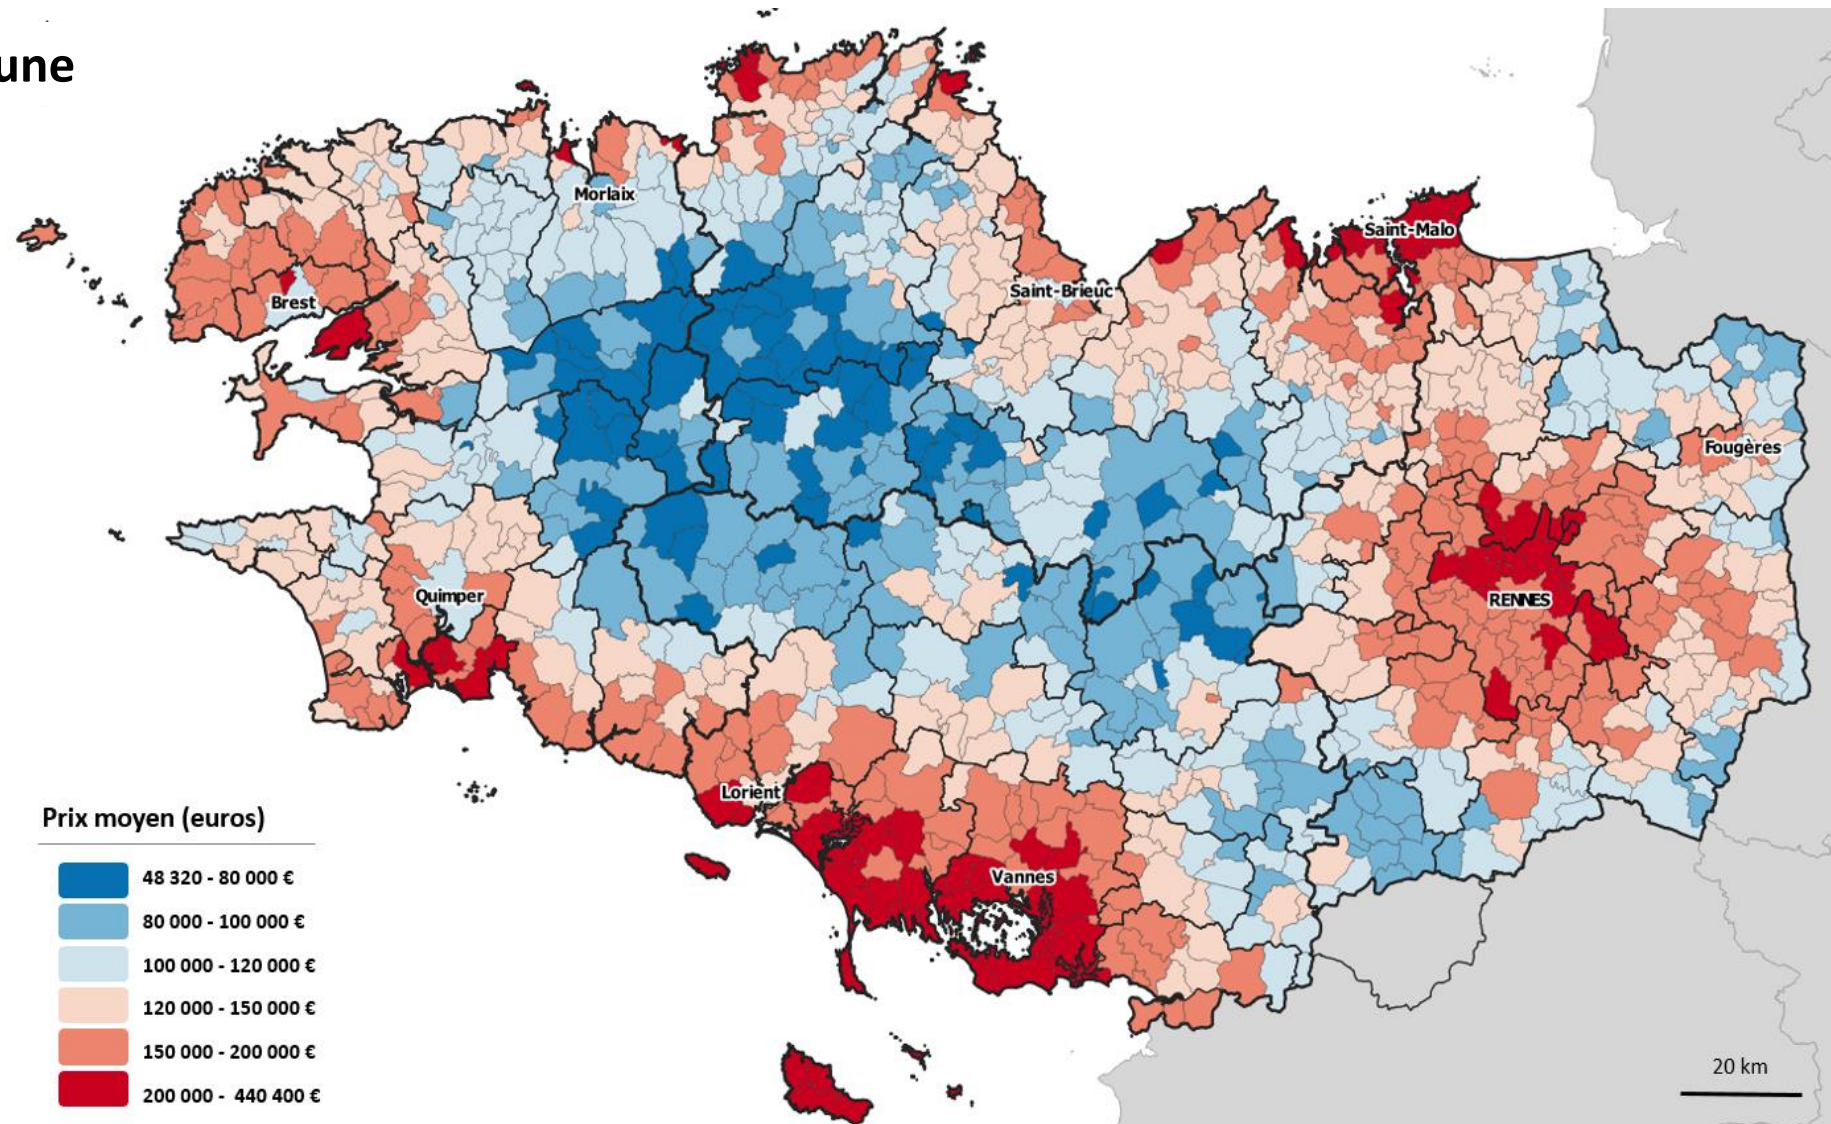 une
Morlaix
Saint-Malo
Brest
Saint-Brieuc
Fougères
Quimper
RENNES
Lorient
Vannes
Prix moyen (euros)
48 320 - 80 000 €
80 000 - 100 000 €
100 000 - 120 000 €
120 000 - 150 000 €
150 000 - 200 000 €
200 000 - 440 400 €
20 km